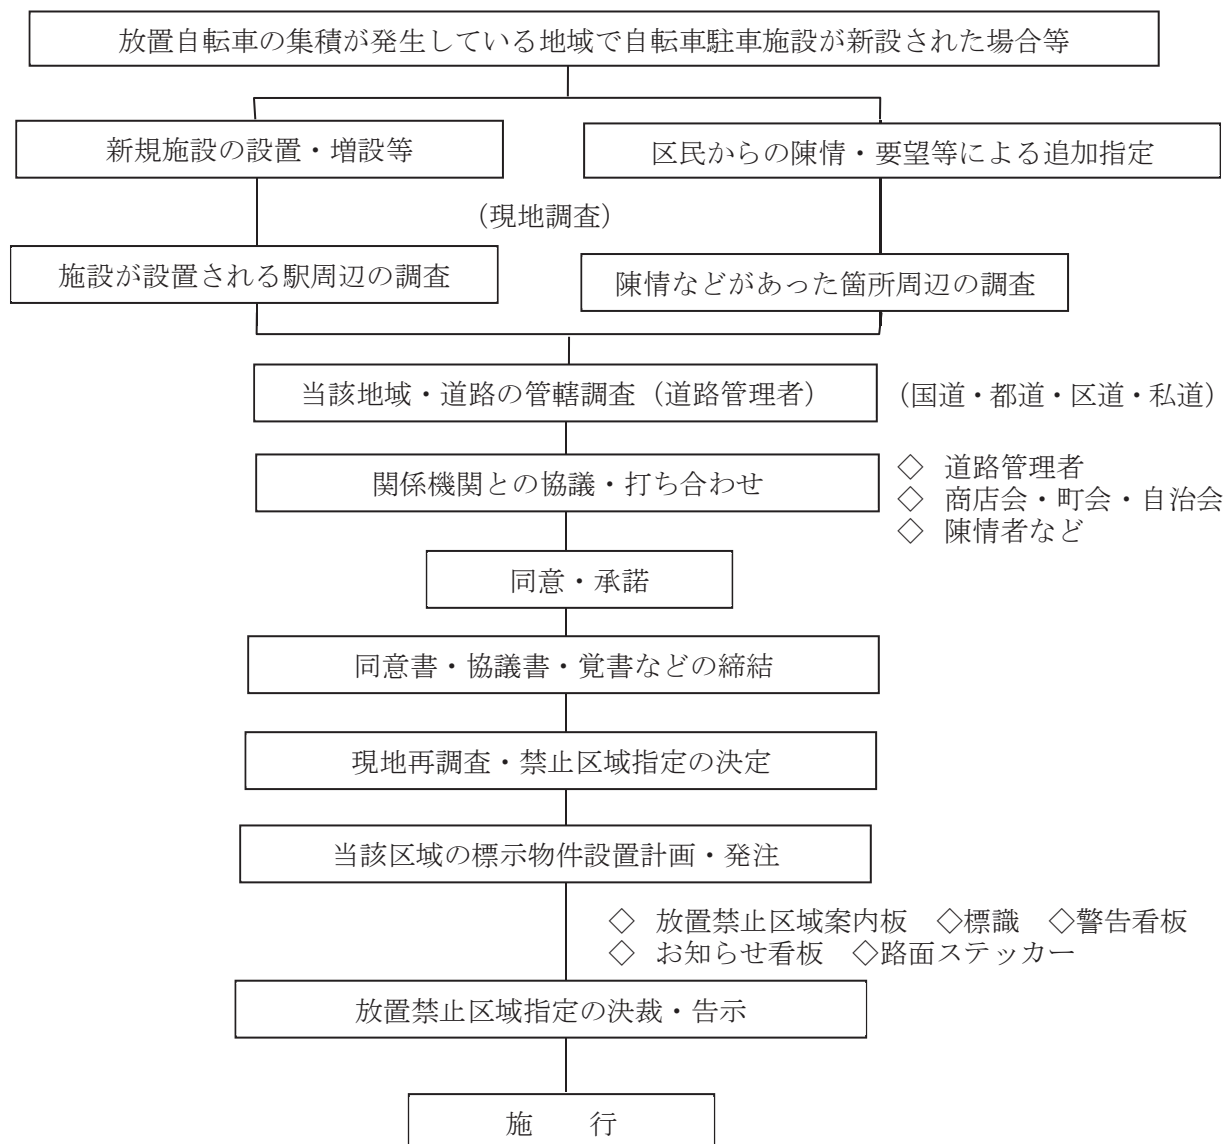 放置自転車の集積が発生している地域で自転車駐車施設が新設された場合等
新規施設の設置・増設等
区民からの陳情・要望等による追加指定
(現地調査)
施設が設置される駅周辺の調査
陳情などがあった箇所周辺の調査
当該地域・道路の管轄調査(道路管理者)
(国道・都道・区道・私道)
関係機関との協議・打ち合わせ
◇ 道路管理者
◇ 商店会・町会・自治会
◇ 陳情者など
同意・承諾
同意書・協議書・覚書などの締結
現地再調査・禁止区域指定の決定
当該区域の標示物件設置計画・発注
◇ 放置禁止区域案内板 ◇標識 ◇警告看板
◇ お知らせ看板 ◇路面ステッカー
放置禁止区域指定の決裁・告示
施 行